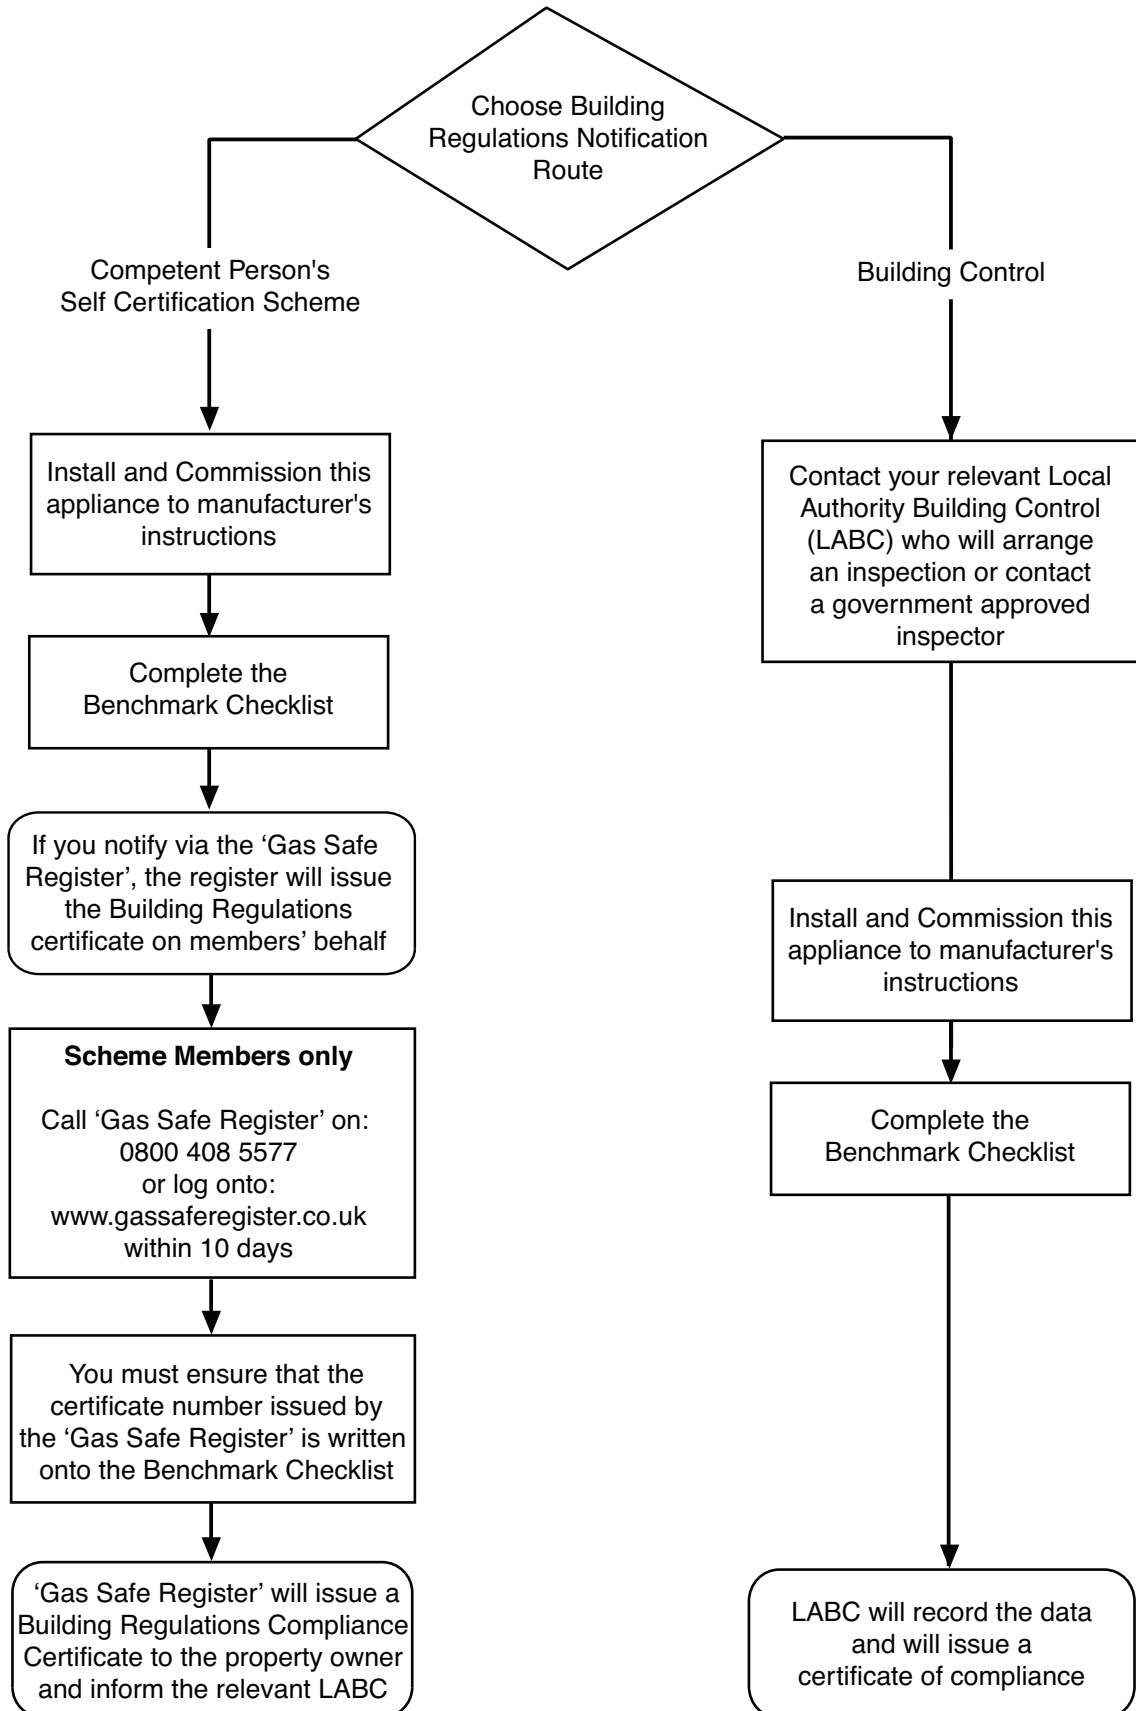 Choose Building
Regulations Notification
Route
Competent Person's
Self Certification Scheme
Building Control
Install and Commission this
appliance to manufacturer's
instructions
Contact your relevant Local
Authority Building Control
(LABC) who will arrange
an inspection or contact
a government approved
inspector
Complete the
Benchmark Checklist
If you notify via the ‘Gas Safe
Register’, the register will issue
the Building Regulations
certificate on members’ behalf
Install and Commission this
appliance to manufacturer's
instructions
Scheme Members only
Call ‘Gas Safe Register’ on:
0800 408 5577
or log onto:
www.gassaferegister.co.uk
within 10 days
Complete the
Benchmark Checklist
You must ensure that the
certificate number issued by
the ‘Gas Safe Register’ is written
onto the Benchmark Checklist
‘Gas Safe Register’ will issue a
Building Regulations Compliance
Certificate to the property owner
and inform the relevant LABC
LABC will record the data
and will issue a
certificate of compliance